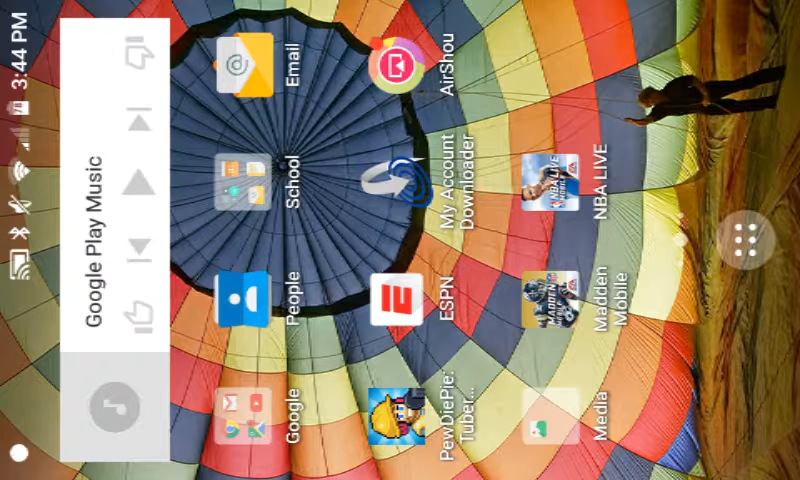 3:44 PM
Google Play Music
Google
People
School
Email
PewDiePie:
Tuber...
ESPN
My Account
Downloader
AirShou
Media
Madden
Mobile
NBA LIVE